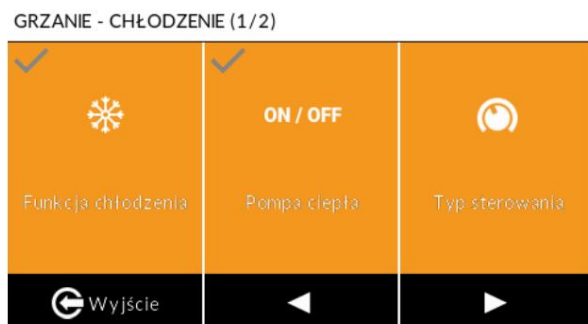 GRZANIE - CHŁODZENIE (1/2)
ON / OFF
Funkcja chłodzenia
Pompa ciepła
Typ sterowania
Wyjście